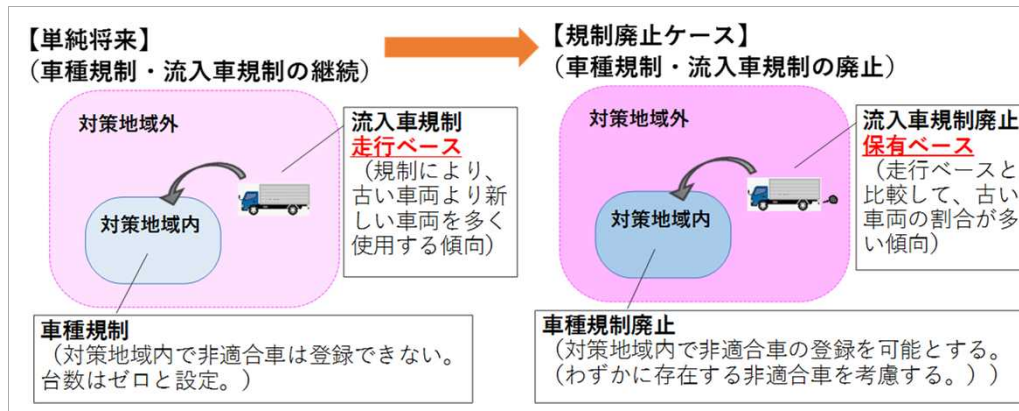 【単純将来】
（車種規制・流入車規制の継続）
対策地域外
流入車規制
走行ベース
（規制により、
古い車両より新
しい車両を多く
使用する傾向）
対策地域内
車種規制
（対策地域内で非適合車は登録できない。
台数はゼロと設定。）
【規制廃止ケース】
（車種規制・流入車規制の廃止）
対策地域外
流入車規制廃止
保有ベース
（走行ベースと
比較して、古い
車両の割合が多
い傾向）
対策地域内
車種規制廃止
（対策地域内で非適合車の登録を可能とする。
（わずかに存在する非適合車を考慮する。））